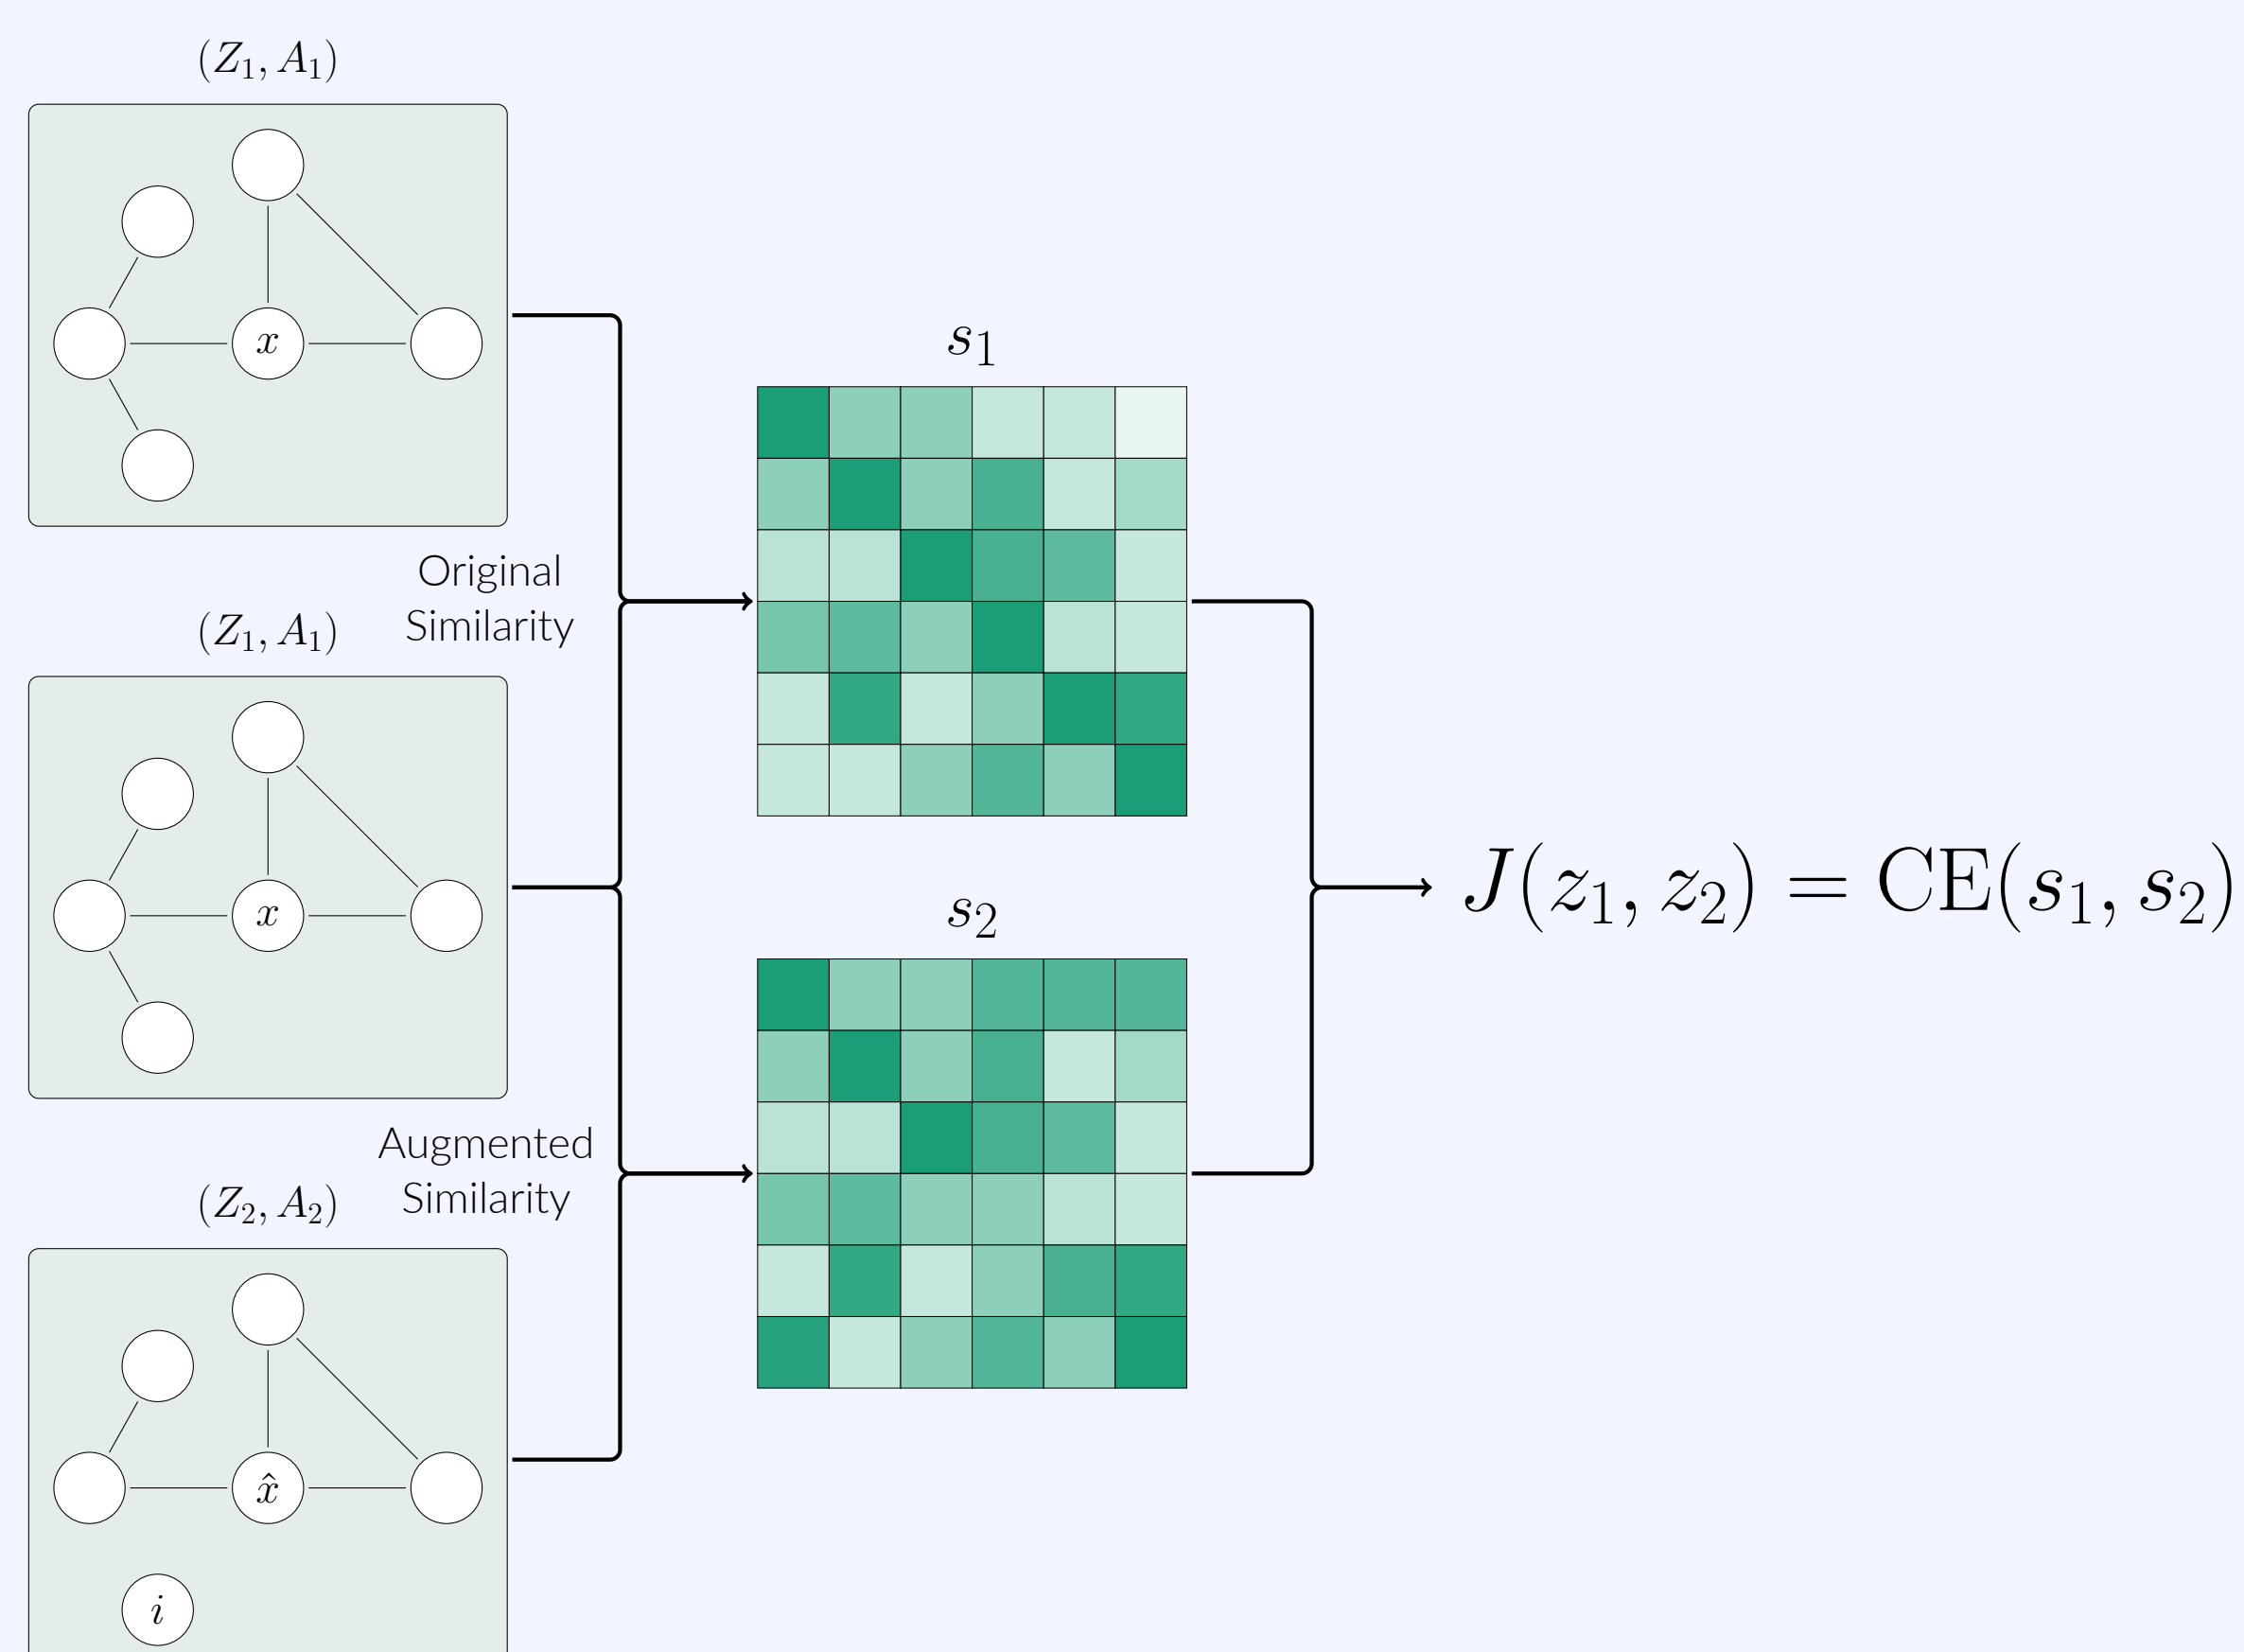 (Z₁, A₁)
x
Original
Similarity
(Z₁, A₁)
x
Augmented
Similarity
(Z₂, A₂)
x̂
i
s₁
s₂
J(z₁, z₂) = CE(s₁, s₂)